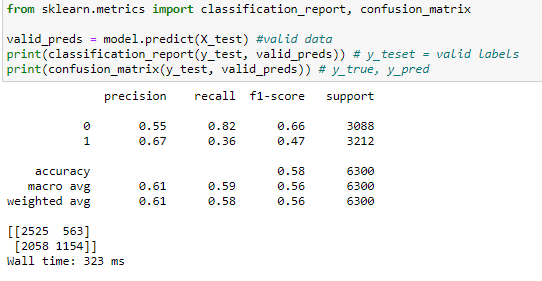 from sklearn.metrics import classification_report, confusion_matrix
valid_preds = model.predict(X_test) #valid data
print(classification_report(y_test, valid_preds)) # y_teset = valid labels
print(confusion_matrix(y_test, valid_preds)) # y_true, y_pred
precision recall f1-score support
0 0.55 0.82 0.66 3088
1 0.67 0.36 0.47 3212
accuracy 0.58 6300
macro avg 0.61 0.59 0.56 6300
weighted avg 0.61 0.58 0.56 6300
[[2525 563]
[2058 1154]]
Wall time: 323 ms